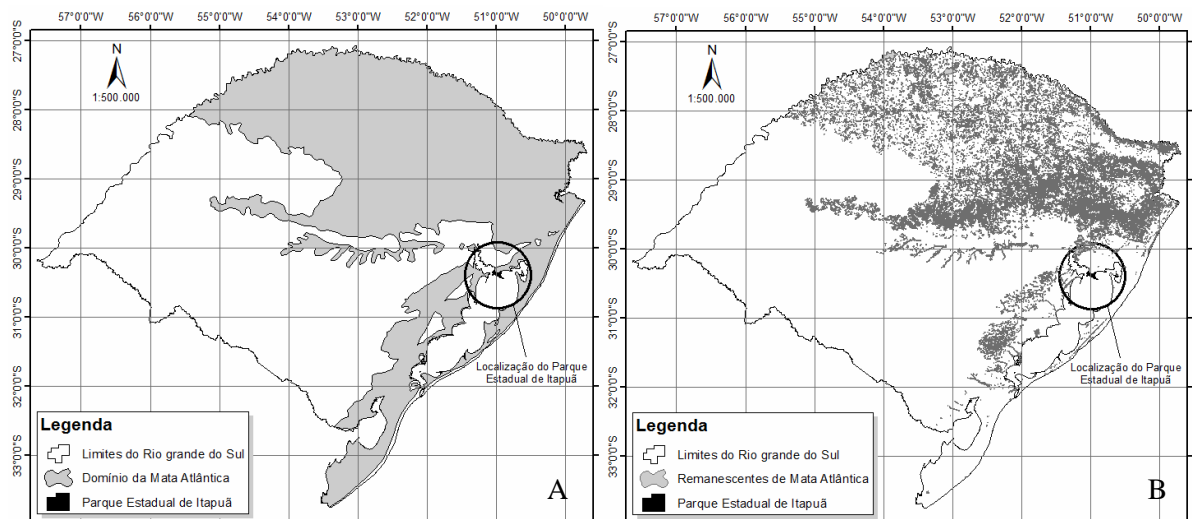 57°0'0"W 56°0'0"W 55°0'0"W 54°0'0"W 53°0'0"W 52°0'0"W 51°0'0"W 50°0'0"W
27°0'0"S
28°0'0"S
29°0'0"S
30°0'0"S
31°0'0"S
32°0'0"S
33°0'0"S
N
1:500.000
Localização do Parque
Estadual de Itapuã
Legenda
Limites do Rio grande do Sul
Domínio da Mata Atlântica
Parque Estadual de Itapuã
A
57°0'0"W 56°0'0"W 55°0'0"W 54°0'0"W 53°0'0"W 52°0'0"W 51°0'0"W 50°0'0"W
27°0'0"S
28°0'0"S
29°0'0"S
30°0'0"S
31°0'0"S
32°0'0"S
33°0'0"S
N
1:500.000
Localização do Parque
Estadual de Itapuã
Legenda
Limites do Rio grande do Sul
Remanescentes de Mata Atlântica
Parque Estadual de Itapuã
B